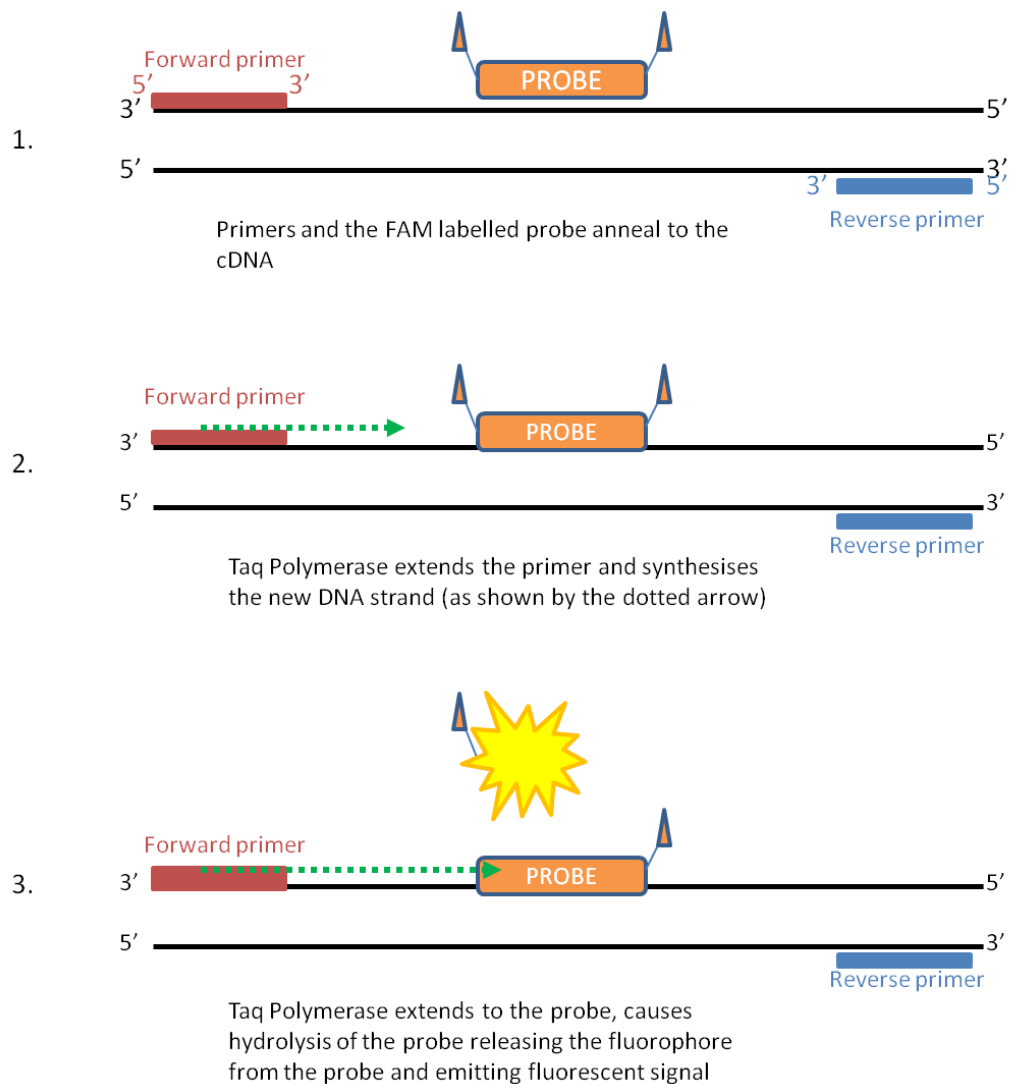 Forward primer
5’ 3’
PROBE
3’ 5’
1.
5’ 3’
3’ 5’
Reverse primer
Primers and the FAM labelled probe anneal to the
cDNA
Forward primer
PROBE
3’ 5’
2.
5’ 3’
Reverse primer
Taq Polymerase extends the primer and synthesises
the new DNA strand (as shown by the dotted arrow)
Forward primer
PROBE
3. 3’ 5’
5’ 3’
Reverse primer
Taq Polymerase extends to the probe, causes
hydrolysis of the probe releasing the fluorophore
from the probe and emitting fluorescent signal